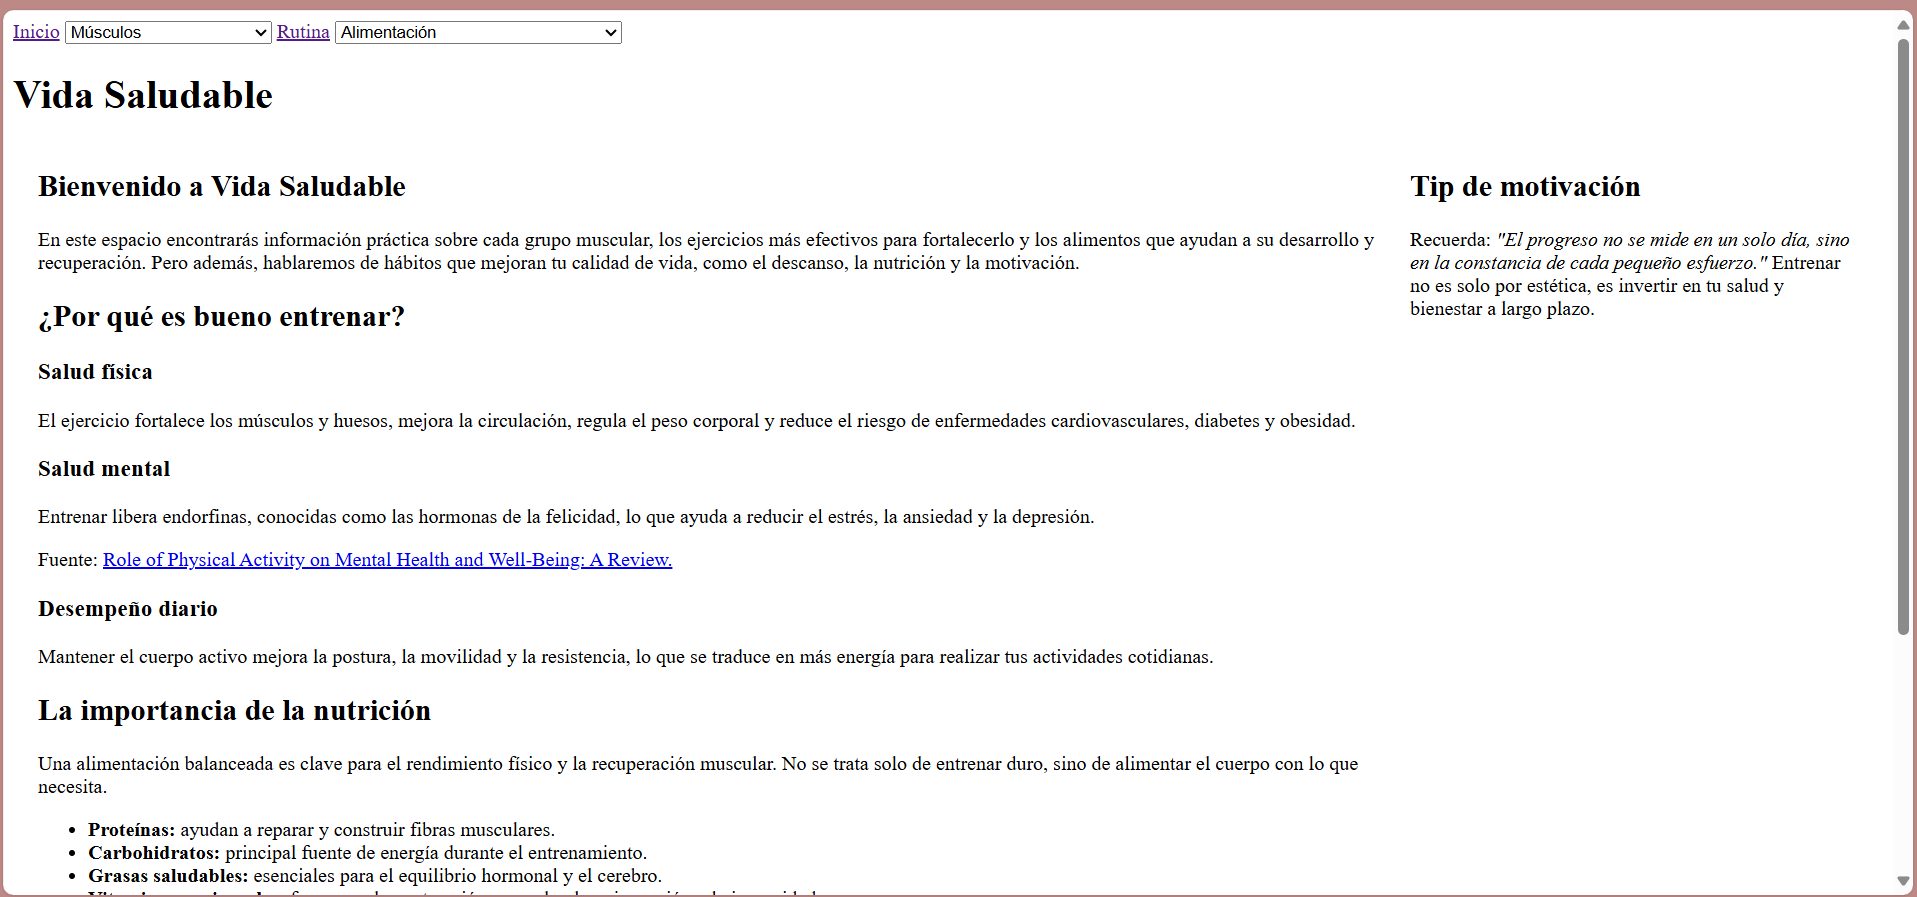 Inicio Músculos Rutina Alimentación
Vida Saludable
Bienvenido a Vida Saludable
En este espacio encontrarás información práctica sobre cada grupo muscular, los ejercicios más efectivos para fortalecerlo y los alimentos que ayudan a su desarrollo y
recuperación. Pero además, hablaremos de hábitos que mejoran tu calidad de vida, como el descanso, la nutrición y la motivación.
¿Por qué es bueno entrenar?
Salud física
El ejercicio fortalece los músculos y huesos, mejora la circulación, regula el peso corporal y reduce el riesgo de enfermedades cardiovasculares, diabetes y obesidad.
Salud mental
Entrenar libera endorfinas, conocidas como las hormonas de la felicidad, lo que ayuda a reducir el estrés, la ansiedad y la depresión.
Fuente: Role of Physical Activity on Mental Health and Well-Being: A Review.
Desempeño diario
Mantener el cuerpo activo mejora la postura, la movilidad y la resistencia, lo que se traduce en más energía para realizar tus actividades cotidianas.
La importancia de la nutrición
Una alimentación balanceada es clave para el rendimiento físico y la recuperación muscular. No se trata solo de entrenar duro, sino de alimentar el cuerpo con lo que
necesita.
• Proteínas: ayudan a reparar y construir fibras musculares.
• Carbohidratos: principal fuente de energía durante el entrenamiento.
• Grasas saludables: esenciales para el equilibrio hormonal y el cerebro.
Tip de motivación
Recuerda: "El progreso no se mide en un solo día, sino
en la constancia de cada pequeño esfuerzo." Entrenar
no es solo por estética, es invertir en tu salud y
bienestar a largo plazo.